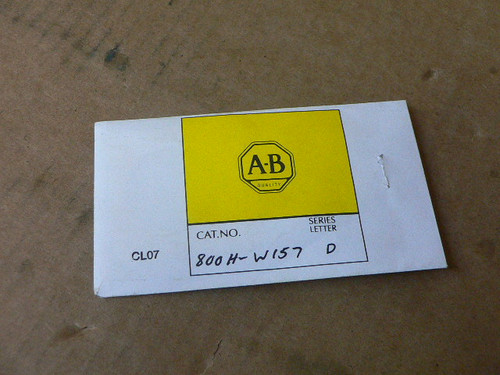 A-B
QUALITY
CAT.NO.
SERIES
LETTER
CL07
800H-W157 D